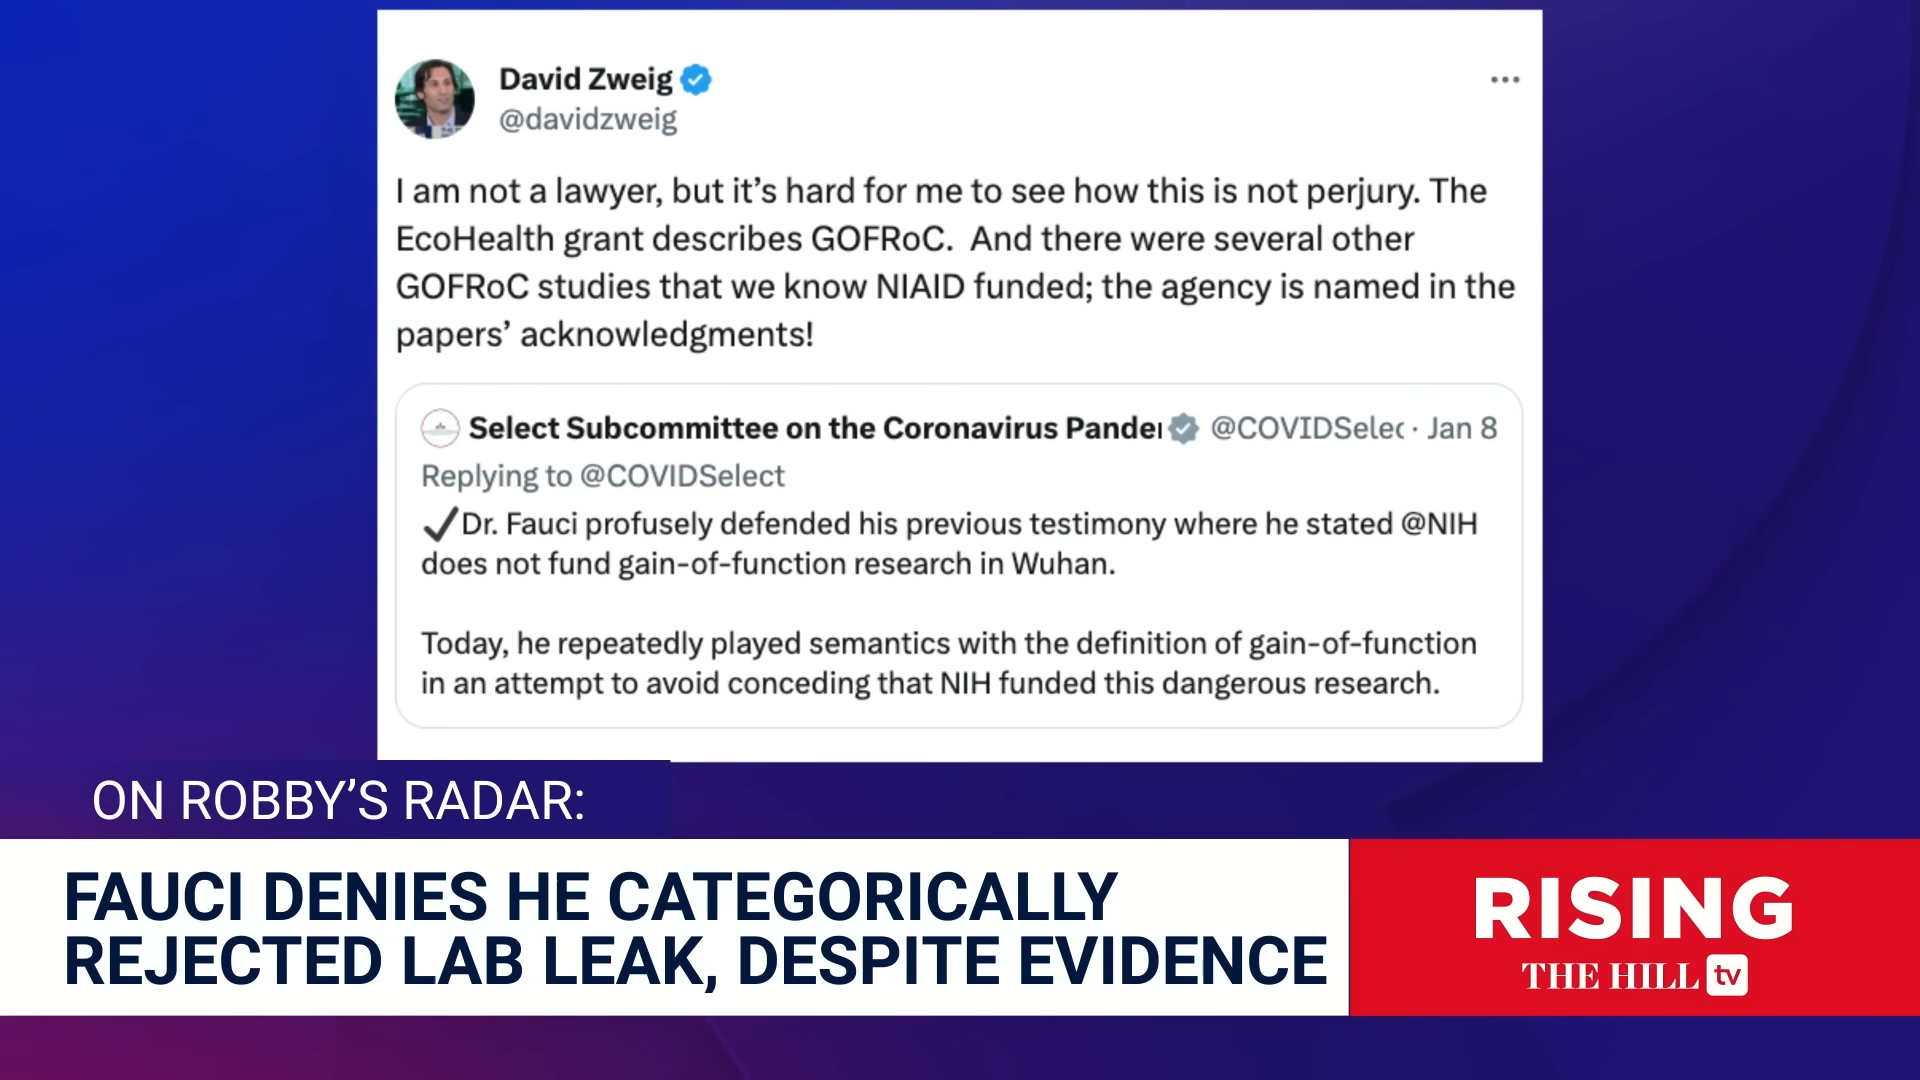 David Zweig
@davidzweig
I am not a lawyer, but it’s hard for me to see how this is not perjury. The
EcoHealth grant describes GOFRoC.  And there were several other
GOFRoC studies that we know NIAID funded; the agency is named in the
papers’ acknowledgments!
Select Subcommittee on the Coronavirus Pander @COVIDSelec · Jan 8
Replying to @COVIDSelect
✔Dr. Fauci profusely defended his previous testimony where he stated @NIH
does not fund gain-of-function research in Wuhan.
Today, he repeatedly played semantics with the definition of gain-of-function
in an attempt to avoid conceding that NIH funded this dangerous research.
ON ROBBY’S RADAR:
FAUCI DENIES HE CATEGORICALLY
REJECTED LAB LEAK, DESPITE EVIDENCE
RISING
THE HILL tv